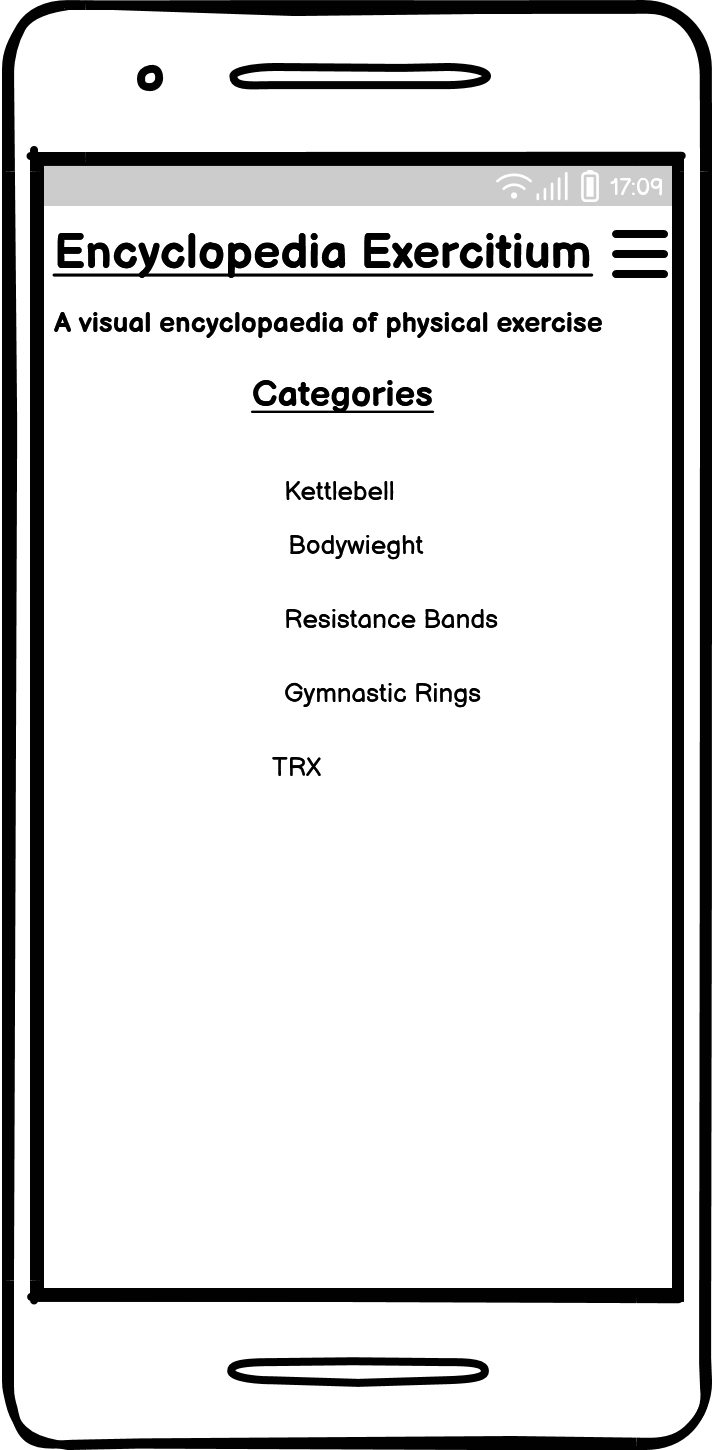 17:09
Encyclopedia Exercitium
A visual encyclopaedia of physical exercise
Categories
Kettlebell
Bodywieght
Resistance Bands
Gymnastic Rings
TRX